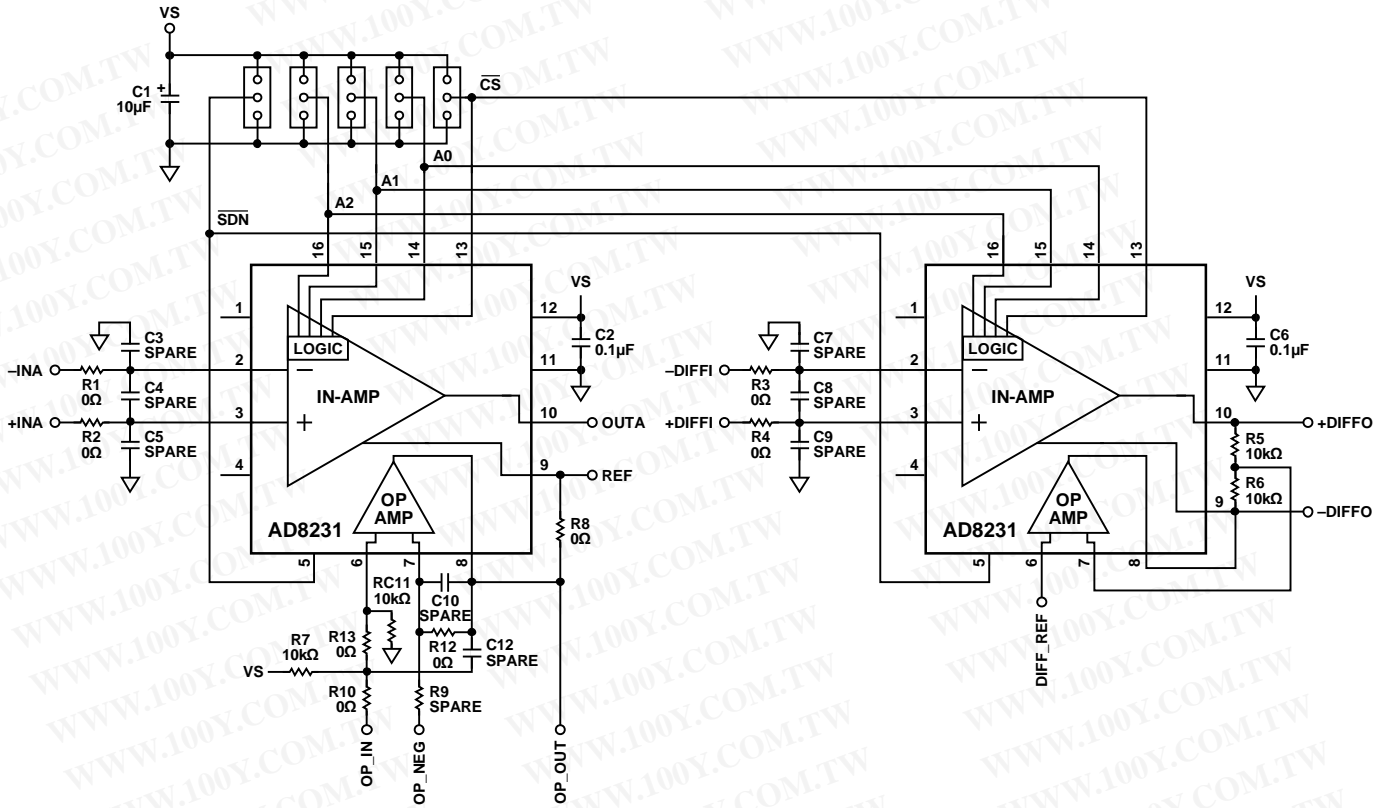 VS
C1
10µF
+
CS
A0
A1
A2
SDN
16
15
14
13
16
15
14
13
1
12
VS
C2
0.1µF
11
C3
SPARE
LOGIC
–INA
R1
0Ω
2
–
C4
SPARE
IN-AMP
+INA
R2
0Ω
3
+
C5
SPARE
10
OUTA
4
9
REF
OP
AMP
R8
0Ω
AD8231
5
6
7
8
RC11
10kΩ
C10
SPARE
R13
0Ω
R12
0Ω
C12
SPARE
R7
10kΩ
VS
R10
0Ω
R9
SPARE
OP_IN
OP_NEG
OP_OUT
1
12
VS
C6
0.1µF
11
C7
SPARE
LOGIC
–DIFFI
R3
0Ω
2
–
C8
SPARE
IN-AMP
+DIFFI
R4
0Ω
3
+
C9
SPARE
10
+DIFFO
R5
10kΩ
4
R6
10kΩ
9
–DIFFO
OP
AMP
AD8231
5
6
7
8
DIFF_REF
WWW.100Y.COM.TW